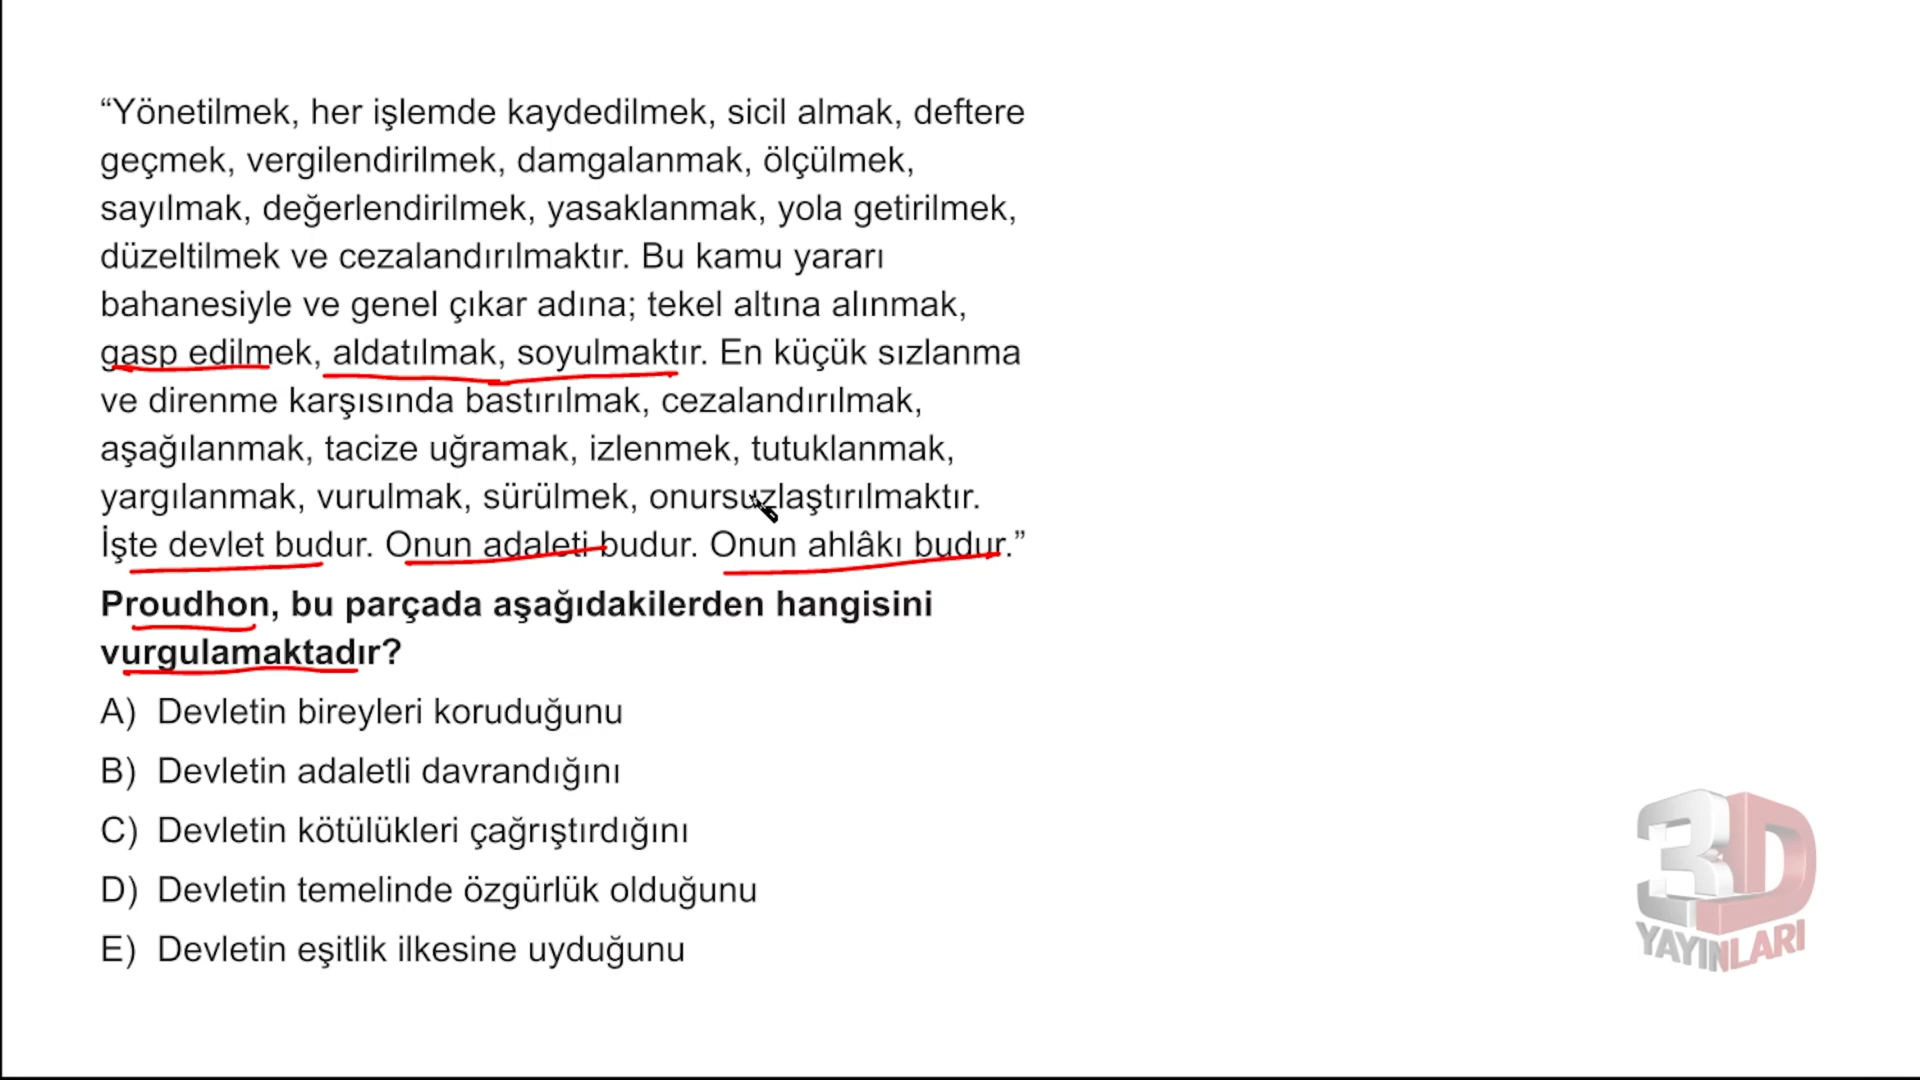 “Yönetilmek, her işlemde kaydedilmek, sicil almak, deftere
geçmek, vergilendirilmek, damgalanmak, ölçülmek,
sayılmak, değerlendirilmek, yasaklanmak, yola getirilmek,
düzeltilmek ve cezalandırılmaktır. Bu kamu yararı
bahanesiyle ve genel çıkar adına; tekel altına alınmak,
gasp edilmek, aldatılmak, soyulmaktır. En küçük sızlanma
ve direnme karşısında bastırılmak, cezalandırılmak,
aşağılanmak, tacize uğramak, izlenmek, tutuklanmak,
yargılanmak, vurulmak, sürülmek, onursuzlaştırılmaktır.
İşte devlet budur. Onun adaleti budur. Onun ahlâkı budur.”
Proudhon, bu parçada aşağıdakilerden hangisini
vurgulamaktadır?
A) Devletin bireyleri koruduğunu
B) Devletin adaletli davrandığını
C) Devletin kötülükleri çağrıştırdığını
D) Devletin temelinde özgürlük olduğunu
E) Devletin eşitlik ilkesine uyduğunu
3D
YAYINLARI